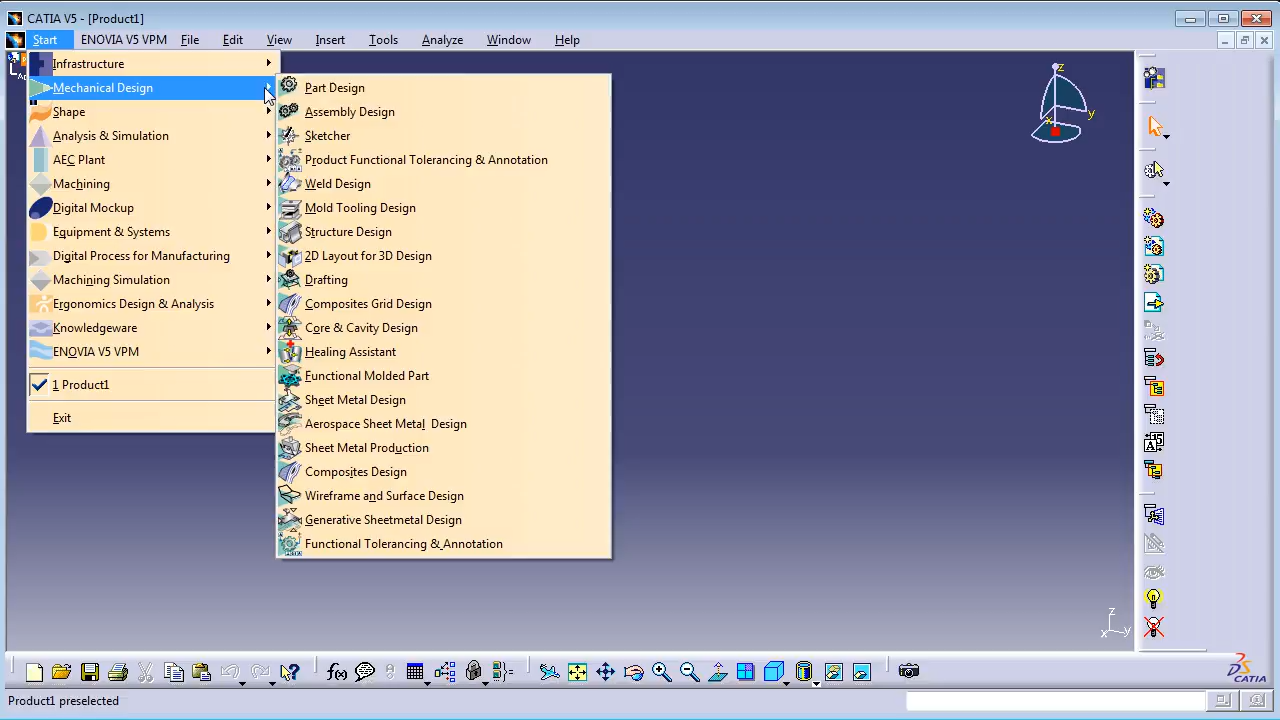 CATIA V5 - [Product1]
Start ENOVIA V5 VPM File Edit View Insert Tools Analyze Window Help
Infrastructure
Mechanical Design
Shape
Analysis & Simulation
AEC Plant
Machining
Digital Mockup
Equipment & Systems
Digital Process for Manufacturing
Machining Simulation
Ergonomics Design & Analysis
Knowledgeware
ENOVIA V5 VPM
1 Product1
Exit
Part Design
Assembly Design
Sketcher
Product Functional Tolerancing & Annotation
Weld Design
Mold Tooling Design
Structure Design
2D Layout for 3D Design
Drafting
Composites Grid Design
Core & Cavity Design
Healing Assistant
Functional Molded Part
Sheet Metal Design
Aerospace Sheet Metal Design
Sheet Metal Production
Composites Design
Wireframe and Surface Design
Generative Sheetmetal Design
Functional Tolerancing & Annotation
z
y
x
z
x y
f(x)
CATIA
Product1 preselected